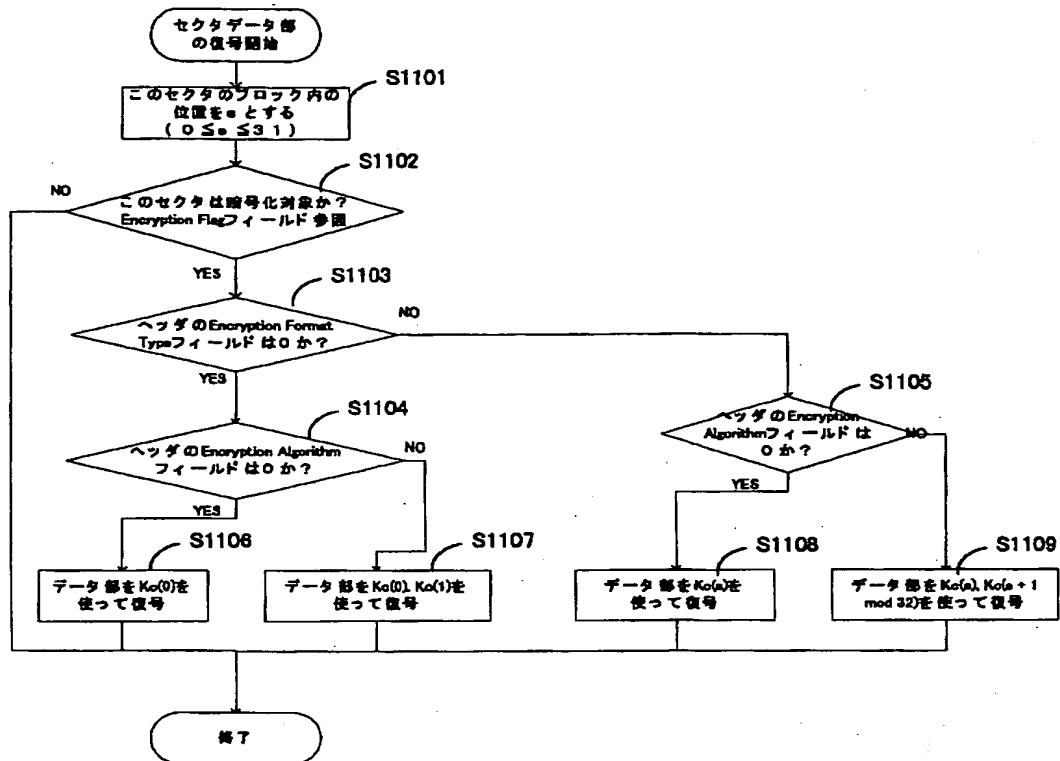 セクタデータ部
の復号開始
S1101
このセクタのブロック内の
位置をsとする
(0≦s≦31)
S1102
NO
このセクタは暗号化対象か?
Encryption Flagフィールド参照
YES
S1103
NO
ヘッダのEncryption Format
Typeフィールドは0か?
YES
S1104
ヘッダのEncryption Algorithm
フィールドは0か?
NO
YES
S1105
ヘッダのEncryption
Algorithmフィールドは
0か?
NO
YES
S1106
データ部をKc(0)を
使って復号
S1107
データ部をKc(0), Kc(1)を
使って復号
S1108
データ部をKc(s)を
使って復号
S1109
データ部をKc(s), Kc(s + 1
mod 32)を使って復号
終了